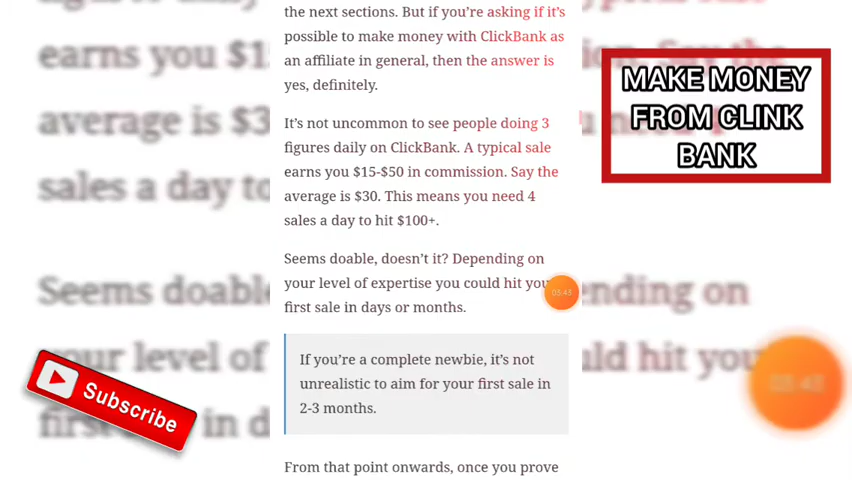 the next sections. But if you're asking if it's
possible to make money with ClickBank as
an affiliate in general, then the answer is
yes, definitely.
It's not uncommon to see people doing 3
figures daily on ClickBank. A typical sale
earns you $15-$50 in commission. Say the
average is $30. This means you need 4
sales a day to hit $100+.
Seems doable, doesn't it? Depending on
your level of expertise you could hit
first sale in days or months.
If you're a complete newbie, it's not
unrealistic to aim for your first sale in
2-3 months.
From that point onwards, once you prove
MAKE MONEY
FROM CLINK
BANK
Subscribe